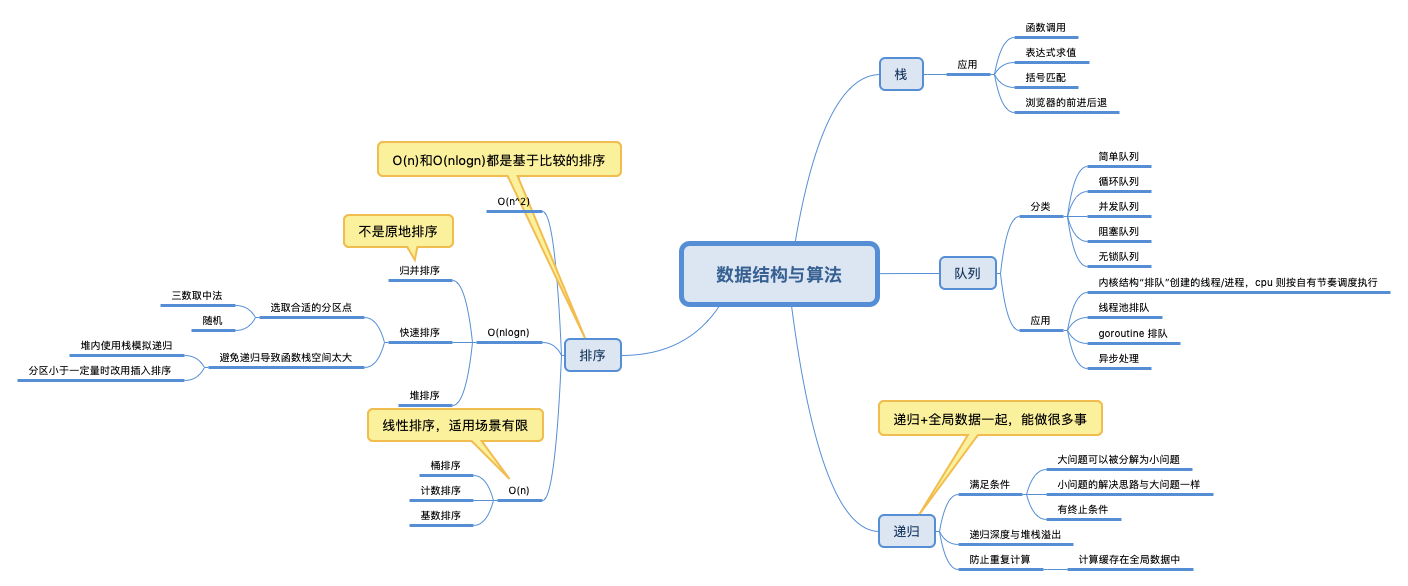 数据结构与算法
栈
应用
函数调用
表达式求值
括号匹配
浏览器的前进后退
队列
分类
简单队列
循环队列
并发队列
阻塞队列
无锁队列
应用
内核结构“排队”创建的线程/进程，cpu 则按自有节奏调度执行
线程池排队
goroutine 排队
异步处理
递归+全局数据一起，能做很多事
递归
满足条件
大问题可以被分解为小问题
小问题的解决思路与大问题一样
有终止条件
递归深度与堆栈溢出
防止重复计算
计算缓存在全局数据中
O(n)和O(nlogn)都是基于比较的排序
排序
O(n^2)
O(nlogn)
不是原地排序
归并排序
快速排序
选取合适的分区点
三数取中法
随机
避免递归导致函数栈空间太大
堆内使用栈模拟递归
分区小于一定量时改用插入排序
堆排序
线性排序，适用场景有限
O(n)
桶排序
计数排序
基数排序